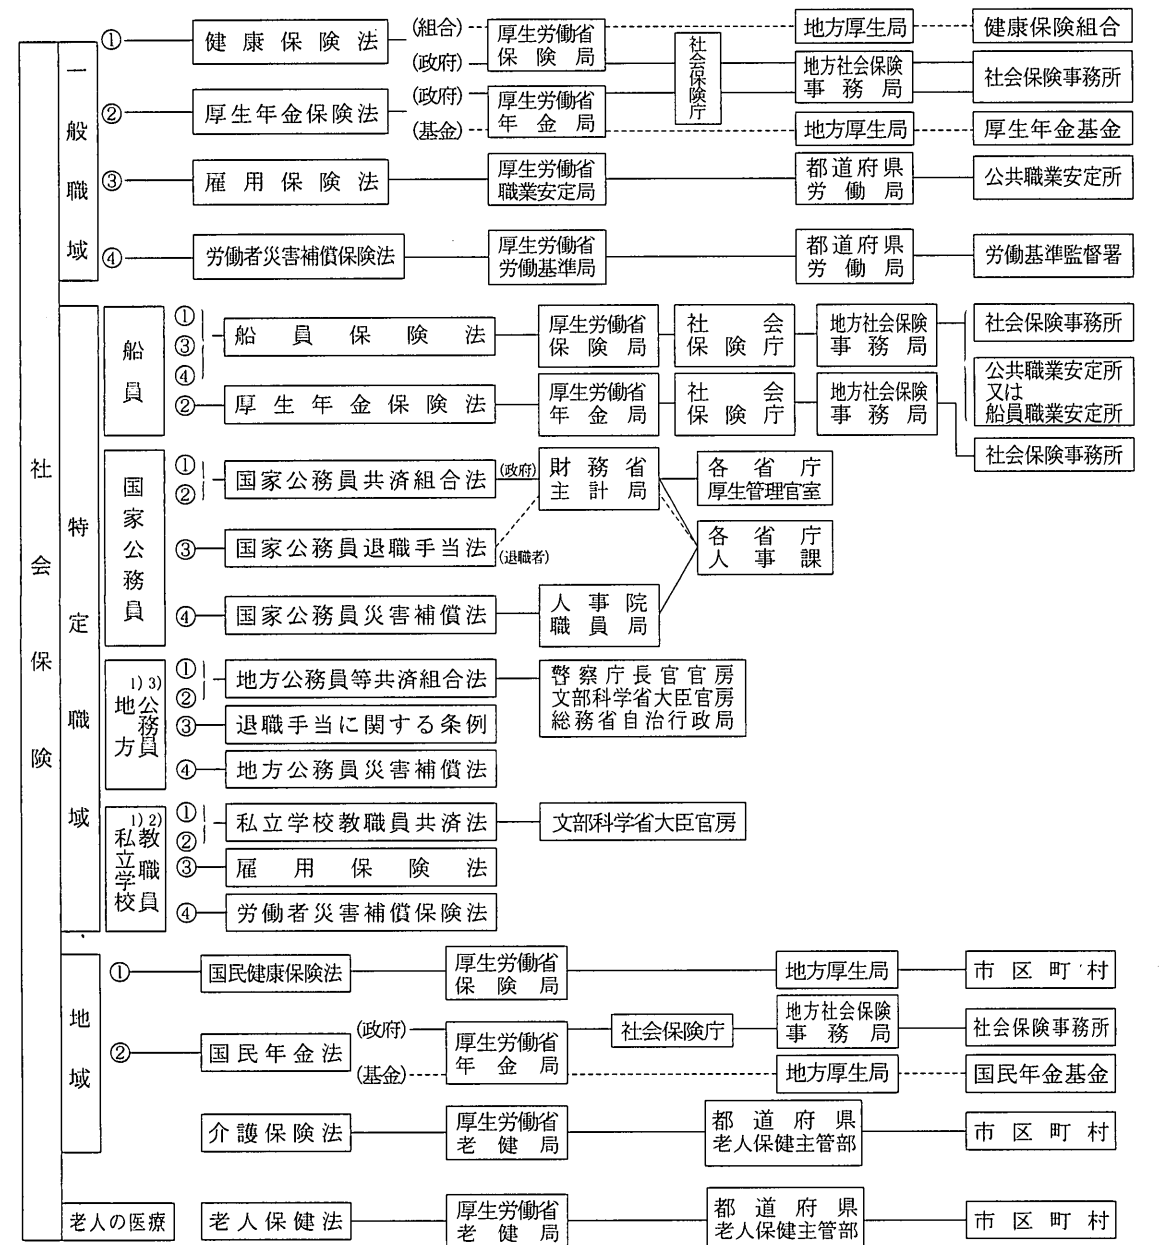 社会保険
一般職域
① 健康保険法 (組合) 厚生労働省 保険局 地方厚生局 健康保険組合
(政府) 社会保険庁 地方社会保険事務局 社会保険事務所
② 厚生年金保険法 (政府) 厚生労働省 年金局
(基金) 地方厚生局 厚生年金基金
③ 雇用保険法 厚生労働省 職業安定局 都道府県 労働局 公共職業安定所
④ 労働者災害補償保険法 厚生労働省 労働基準局 都道府県 労働局 労働基準監督署
特定職域
船員
①③④ 船員保険法 厚生労働省 保険局 社会保険庁 地方社会保険事務局 社会保険事務所
公共職業安定所
又は
船員職業安定所
② 厚生年金保険法 厚生労働省 年金局 社会保険庁 地方社会保険事務局 社会保険事務所
国家公務員
①② 国家公務員共済組合法 (政府) 財務省 主計局 各省庁 厚生管理官室
③ 国家公務員退職手当法 (退職者) 各省庁 人事課
④ 国家公務員災害補償法 人事院 職員局
地方公務員 1) 3)
①② 地方公務員等共済組合法 警察庁長官官房
文部科学省大臣官房
総務省自治行政局
③ 退職手当に関する条例
④ 地方公務員災害補償法
私立学校教職員 1) 2)
①② 私立学校教職員共済法 文部科学省大臣官房
③ 雇用保険法
④ 労働者災害補償保険法
地域
① 国民健康保険法 厚生労働省 保険局 地方厚生局 市区町村
② 国民年金法 (政府) 厚生労働省 年金局 社会保険庁 地方社会保険事務局 社会保険事務所
(基金) 地方厚生局 国民年金基金
介護保険法 厚生労働省 老健局 都道府県 老人保健主管部 市区町村
老人の医療 老人保健法 厚生労働省 老健局 都道府県 老人保健主管部 市区町村